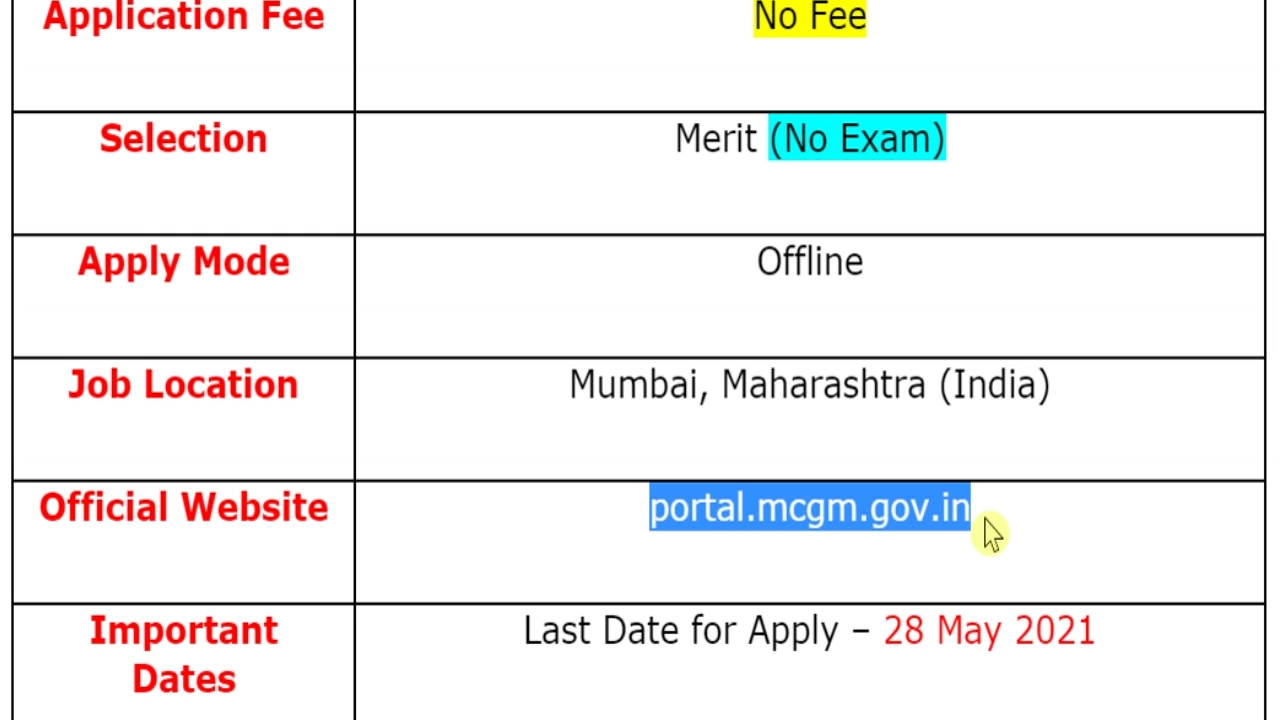 Application Fee
No Fee
Selection
Merit (No Exam)
Apply Mode
Offline
Job Location
Mumbai, Maharashtra (India)
Official Website
portal.mcgm.gov.in
Important
Dates
Last Date for Apply – 28 May 2021